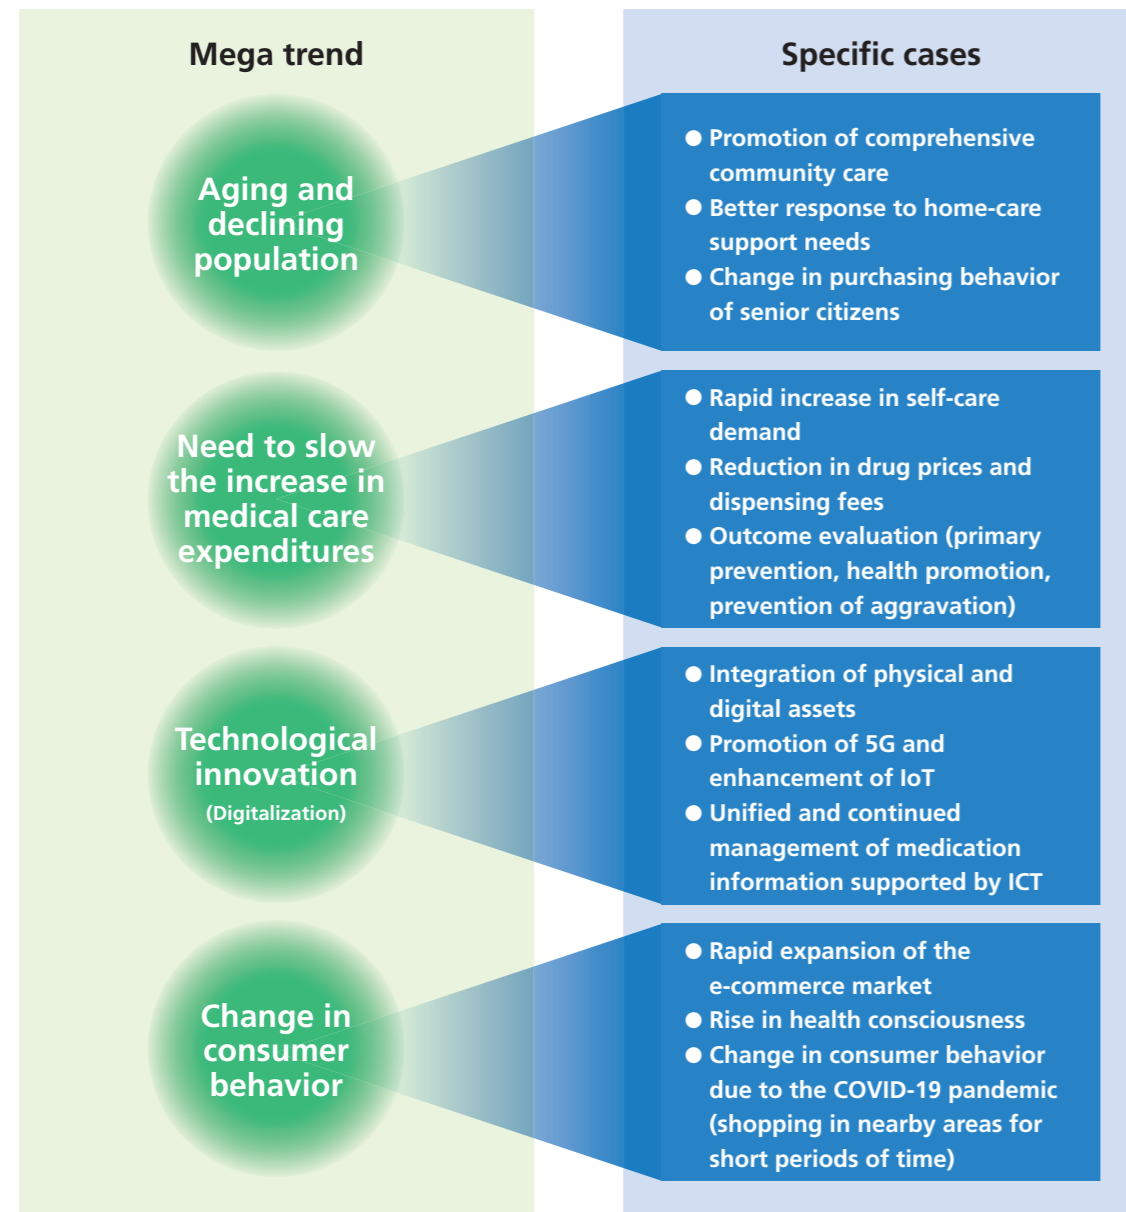 Mega trend
Specific cases
Aging and
declining
population
● Promotion of comprehensive
community care
● Better response to home-care
support needs
● Change in purchasing behavior
of senior citizens
Need to slow
the increase in
medical care
expenditures
● Rapid increase in self-care
demand
● Reduction in drug prices and
dispensing fees
● Outcome evaluation (primary
prevention, health promotion,
prevention of aggravation)
Technological
innovation
(Digitalization)
● Integration of physical and
digital assets
● Promotion of 5G and
enhancement of IoT
● Unified and continued
management of medication
information supported by ICT
Change in
consumer
behavior
● Rapid expansion of the
e-commerce market
● Rise in health consciousness
● Change in consumer behavior
due to the COVID-19 pandemic
(shopping in nearby areas for
short periods of time)